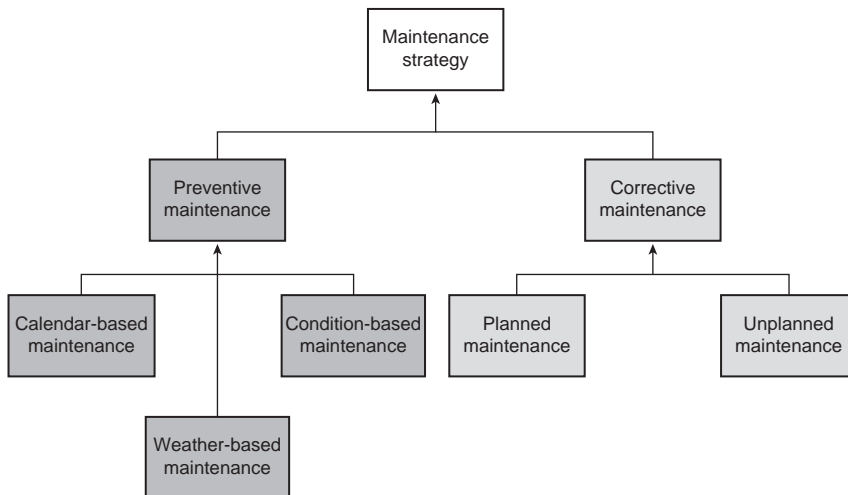 Maintenance
strategy
Preventive
maintenance
Corrective
maintenance
Calendar-based
maintenance
Condition-based
maintenance
Planned
maintenance
Unplanned
maintenance
Weather-based
maintenance